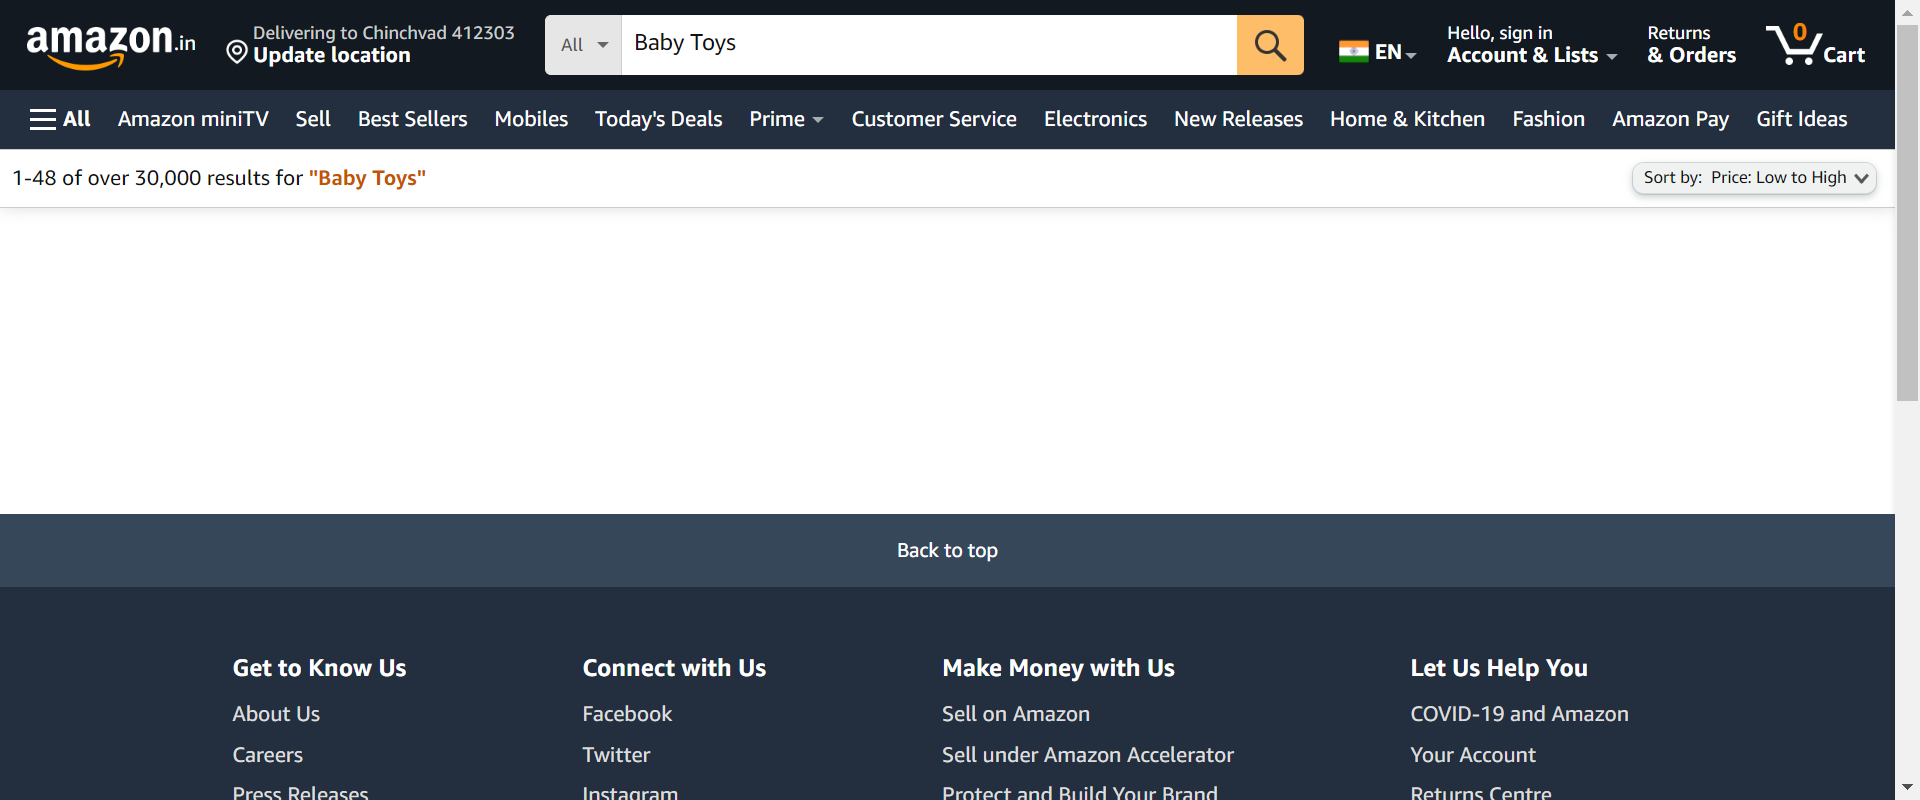 amazon.in
Delivering to Chinchvad 412303
Update location
All
Baby Toys
EN
Hello, sign in
Account & Lists
Returns
& Orders
0
Cart
All Amazon miniTV Sell Best Sellers Mobiles Today's Deals Prime Customer Service Electronics New Releases Home & Kitchen Fashion Amazon Pay Gift Ideas
1-48 of over 30,000 results for "Baby Toys"
Sort by: Price: Low to High
Back to top
Get to Know Us
About Us
Careers
Press Releases
Connect with Us
Facebook
Twitter
Instagram
Make Money with Us
Sell on Amazon
Sell under Amazon Accelerator
Protect and Build Your Brand
Let Us Help You
COVID-19 and Amazon
Your Account
Returns Centre